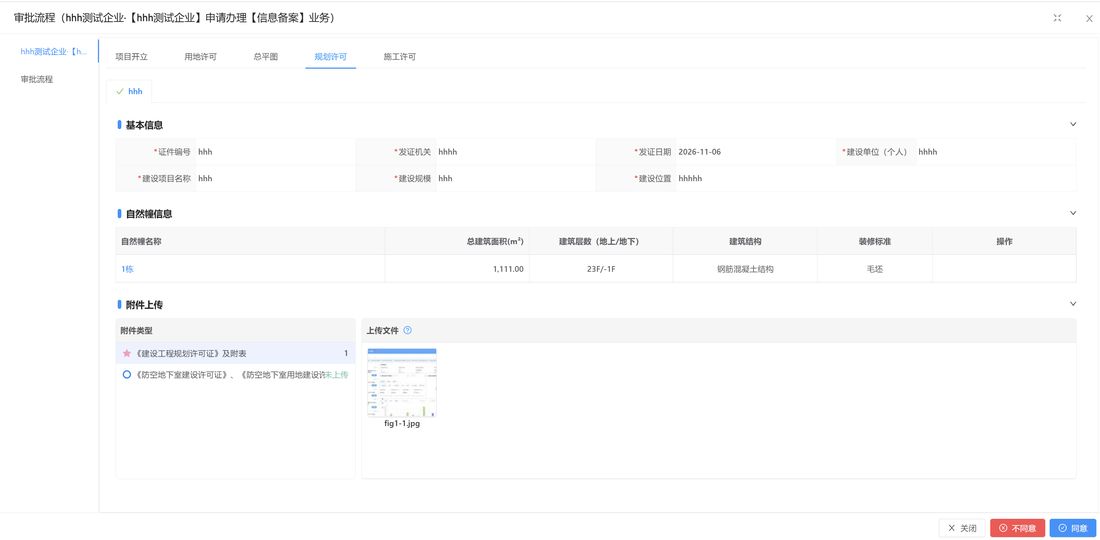 审批流程（hhh测试企业-【hhh测试企业】申请办理【信息备案】业务）
hhh测试企业-【h...
审批流程
项目开立 用地许可 总平图 规划许可 施工许可
hhh
基本信息
*证件编号 hhh *发证机关 hhhh *发证日期 2026-11-06 *建设单位（个人） hhhh
*建设项目名称 hhh *建设规模 hhh *建设位置 hhhhh
自然幢信息
自然幢名称 总建筑面积(m²) 建筑层数（地上/地下） 建筑结构 装修标准 操作
1栋 1,111.00 23F/-1F 钢筋混凝土结构 毛坯
附件上传
附件类型
《建设工程规划许可证》及附表 1
《防空地下室建设许可证》、《防空地下室用地建设许 未上传
上传文件
fig1-1.jpg
关闭 不同意 同意